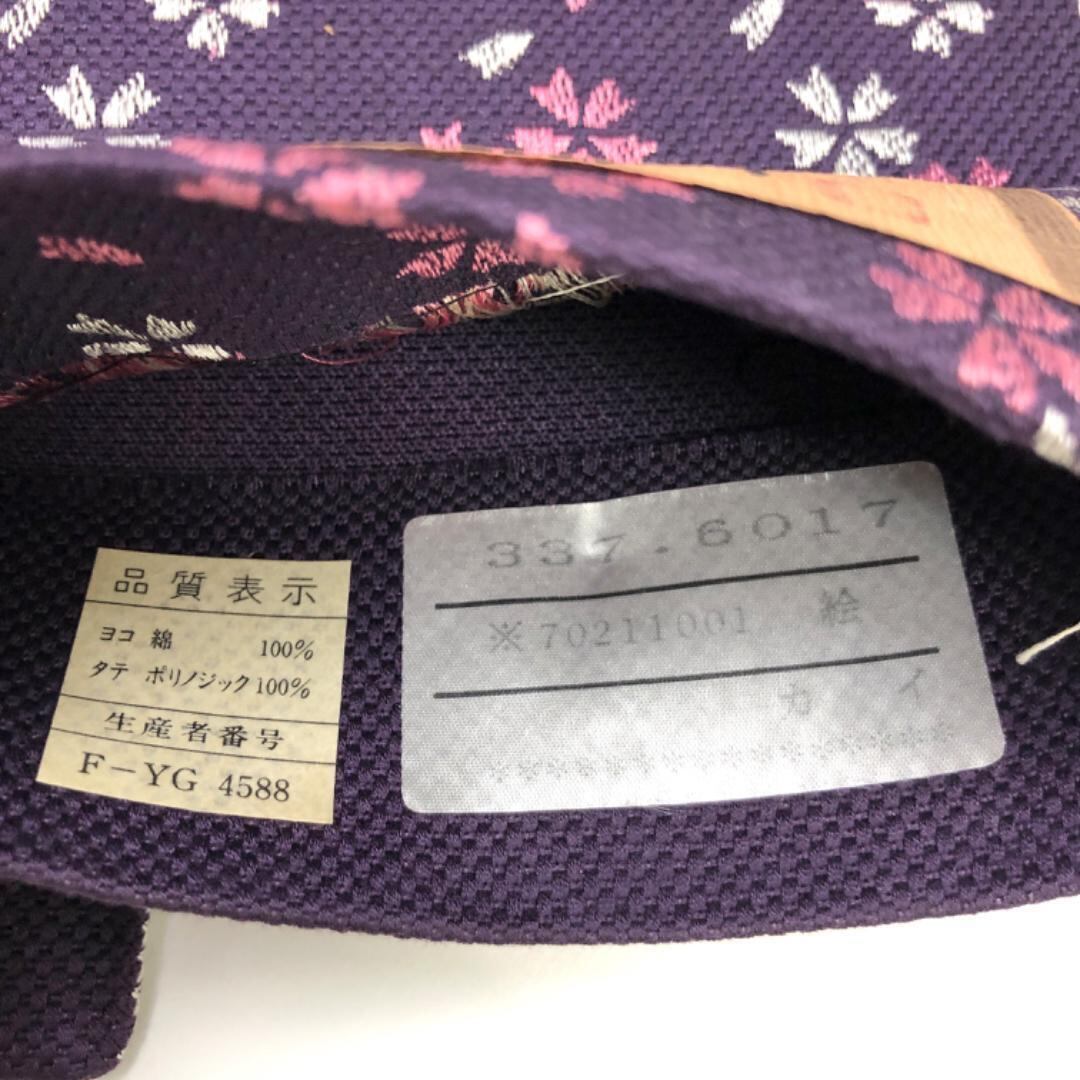 品質表示
ヨコ 綿 100%
タテ ポリノジック 100%
生産者番号
F-YG 4588
337.6017
※70211001 絵
カイ
※※※※※※※※※※※※※※※※